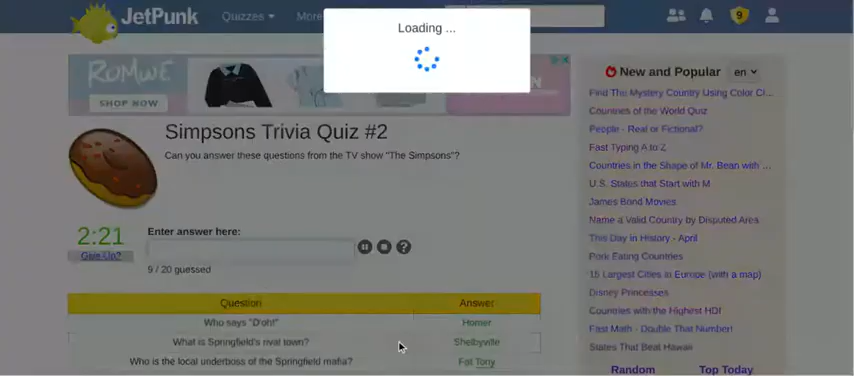 JetPunk
Quizzes
More
9
Loading ...
ROMWE
SHOP NOW
New and Popular
en
Find The Mystery Country Using Color Cl...
Countries of the World Quiz
People - Real or Fictional?
Fast Typing A to Z
Countries in the Shape of Mr. Bean with ...
U.S. States that Start with M
James Bond Movies
Name a Valid Country by Disputed Area
This Day in History - April
Pork Eating Countries
15 Largest Cities in Europe (with a map)
Disney Princesses
Countries with the Highest HDI
Fast Math - Double That Number!
States That Beat Hawaii
Random
Top Today
Simpsons Trivia Quiz #2
Can you answer these questions from the TV show "The Simpsons"?
2:21
Give Up?
Enter answer here:
?
9 / 20 guessed
Question
Answer
Who says "D'oh!"
Homer
What is Springfield's rival town?
Shelbyville
Who is the local underboss of the Springfield mafia?
Fat Tony